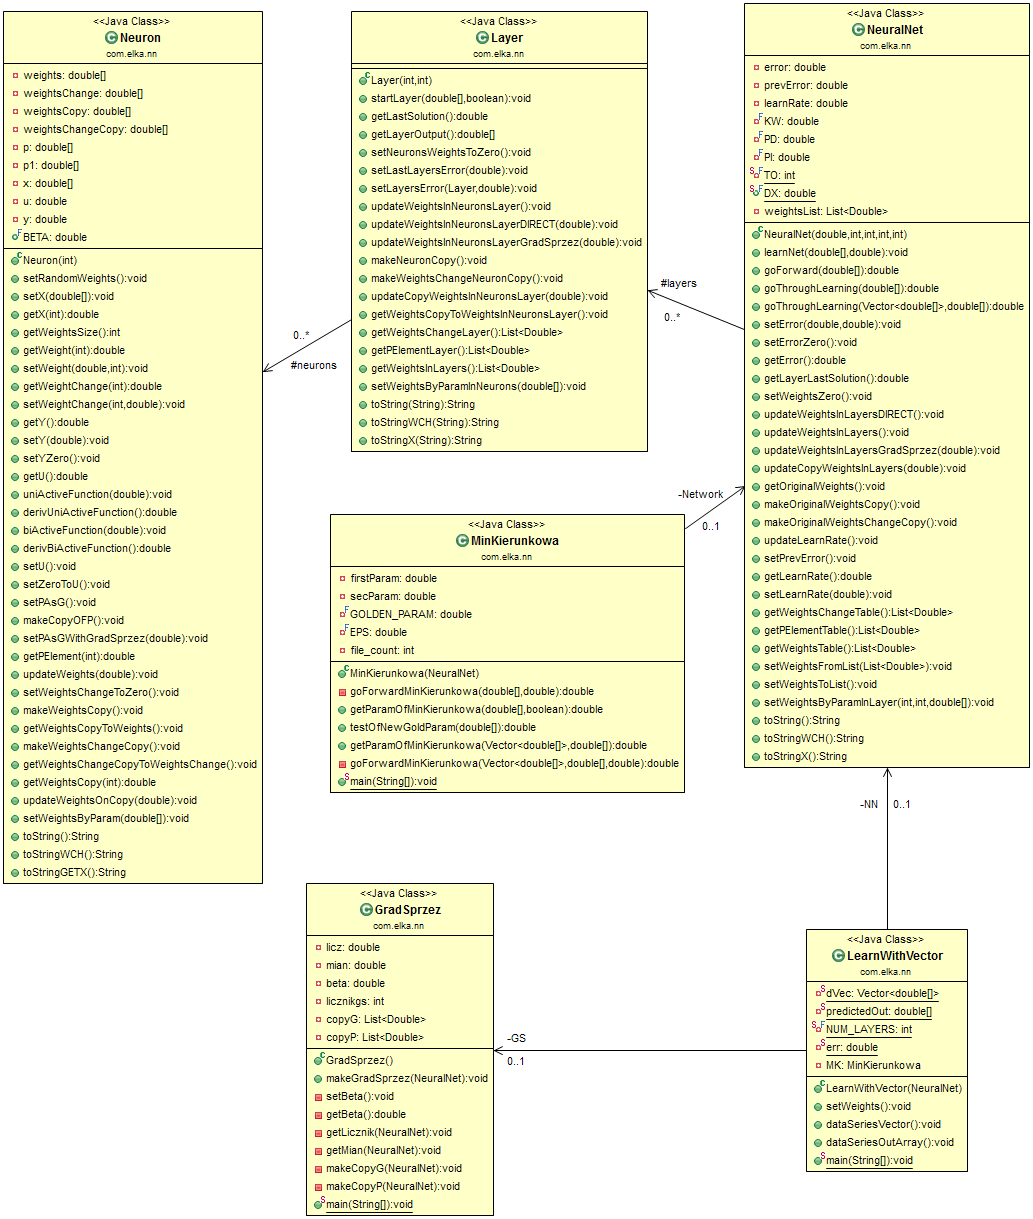 <<Java Class>>
Neuron
com.elka.nn
weights: double[]
weightsChange: double[]
weightsCopy: double[]
weightsChangeCopy: double[]
p: double[]
p1: double[]
x: double[]
u: double
y: double
BETA: double
Neuron(int)
setRandomWeights():void
setX(double[]):void
getX(int):double
getWeightsSize():int
getWeight(int):double
setWeight(double,int):void
getWeightChange(int):double
setWeightChange(int,double):void
getY():double
setY(double):void
setYZero():void
getU():double
uniActiveFunction(double):void
derivUniActiveFunction():double
biActiveFunction(double):void
derivBiActiveFunction():double
setU():void
setZeroToU():void
setPAsG():void
makeCopyOFP():void
setPAsGWithGradSprzez(double):void
getPElement(int):double
updateWeights(double):void
setWeightsChangeToZero():void
makeWeightsCopy():void
getWeightsCopyToWeights():void
makeWeightsChangeCopy():void
getWeightsChangeCopyToWeightsChange():void
getWeightsCopy(int):double
updateWeightsOnCopy(double):void
setWeightsByParam(double[]):void
toString():String
toStringWCH():String
toStringGETX():String
0..*
#neurons
<<Java Class>>
Layer
com.elka.nn
Layer(int,int)
startLayer(double[],boolean):void
getLastSolution():double
getLayerOutput():double[]
setNeuronsWeightsToZero():void
setLastLayersError(double):void
setLayersError(Layer,double):void
updateWeightsInNeuronsLayer():void
updateWeightsInNeuronsLayerDIRECT(double):void
updateWeightsInNeuronsLayerGradSprzez(double):void
makeNeuronCopy():void
makeWeightsChangeNeuronCopy():void
updateCopyWeightsInNeuronsLayer(double):void
getWeightsCopyToWeightsInNeuronsLayer():void
getWeightsChangeLayer():List<Double>
getPElementLayer():List<Double>
getWeightsInLayers():List<Double>
setWeightsByParamInNeurons(double[]):void
toString(String):String
toStringWCH(String):String
toStringX(String):String
#layers
0..*
<<Java Class>>
NeuralNet
com.elka.nn
error: double
prevError: double
learnRate: double
KW: double
PD: double
PI: double
TO: int
DX: double
weightsList: List<Double>
NeuralNet(double,int,int,int,int)
learnNet(double[],double):void
goForward(double[]):double
goThroughLearning(double[]):double
goThroughLearning(Vector<double[]>,double[]):double
setError(double,double):void
setErrorZero():void
getError():double
getLayerLastSolution():double
setWeightsZero():void
updateWeightsInLayersDIRECT():void
updateWeightsInLayers():void
updateWeightsInLayersGradSprzez(double):void
updateCopyWeightsInLayers(double):void
getOriginalWeights():void
makeOriginalWeightsCopy():void
makeOriginalWeightsChangeCopy():void
updateLearnRate():void
setPrevError():void
getLearnRate():double
setLearnRate(double):void
getWeightsChangeTable():List<Double>
getPElementTable():List<Double>
getWeightsTable():List<Double>
setWeightsFromList(List<Double>):void
setWeightsToList():void
setWeightsByParamInLayer(int,int,double[]):void
toString():String
toStringWCH():String
toStringX():String
-Network
0..1
<<Java Class>>
MinKierunkowa
com.elka.nn
firstParam: double
secParam: double
GOLDEN_PARAM: double
EPS: double
file_count: int
MinKierunkowa(NeuralNet)
goForwardMinKierunkowa(double[],double):double
getParamOfMinKierunkowa(double[],boolean):double
testOfNewGoldParam(double[]):double
getParamOfMinKierunkowa(Vector<double[]>,double[]):double
goForwardMinKierunkowa(Vector<double[]>,double[],double):double
main(String[]):void
-NN
0..1
<<Java Class>>
GradSprzez
com.elka.nn
licz: double
mian: double
beta: double
licznikgs: int
copyG: List<Double>
copyP: List<Double>
GradSprzez()
makeGradSprzez(NeuralNet):void
setBeta():void
getBeta():double
getLicznik(NeuralNet):void
getMian(NeuralNet):void
makeCopyG(NeuralNet):void
makeCopyP(NeuralNet):void
main(String[]):void
-GS
0..1
<<Java Class>>
LearnWithVector
com.elka.nn
dVec: Vector<double[]>
predictedOut: double[]
NUM_LAYERS: int
err: double
MK: MinKierunkowa
LearnWithVector(NeuralNet)
setWeights():void
dataSeriesVector():void
dataSeriesOutArray():void
main(String[]):void